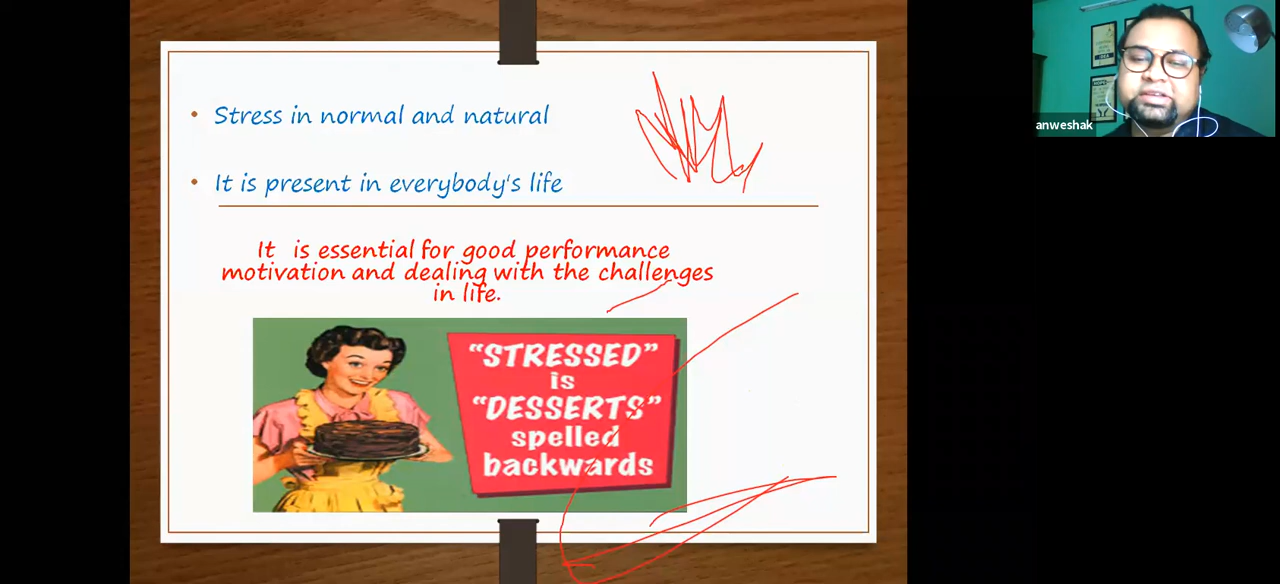 Stress in normal and natural
It is present in everybody's life
It is essential for good performance
motivation and dealing with the challenges
in life.
"STRESSED"
is
"DESSERTS"
spelled
backwards
anweshak